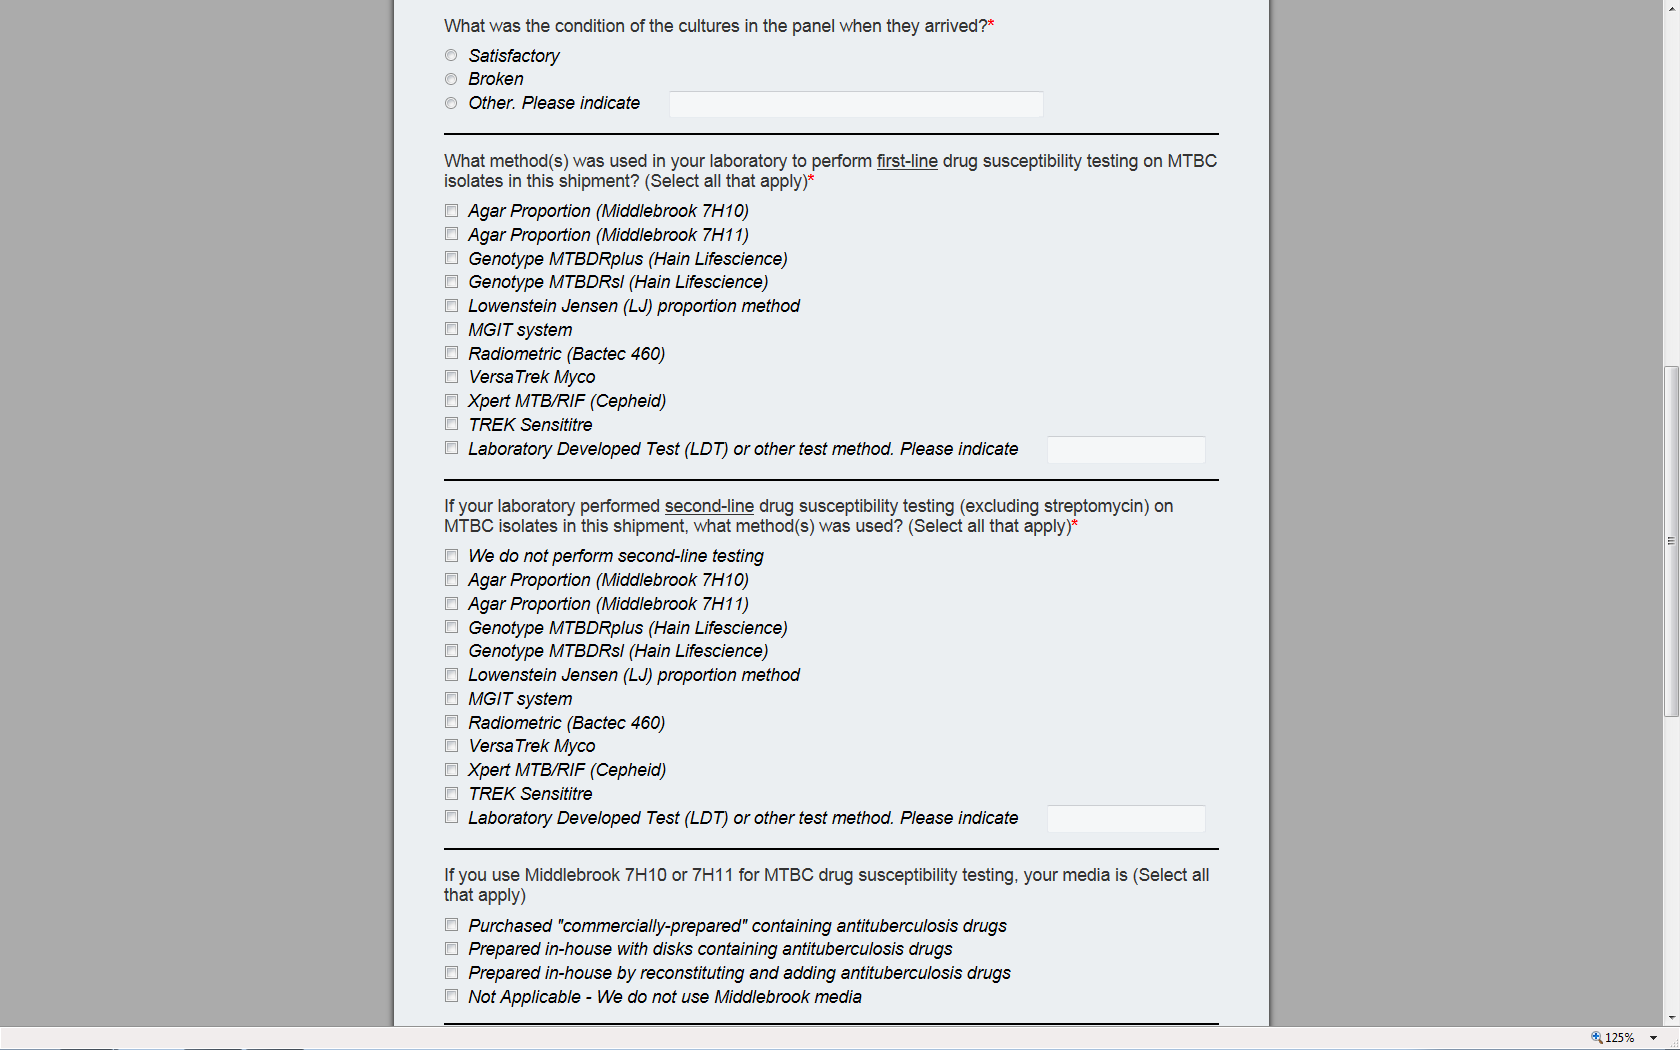 What was the condition of the cultures in the panel when they arrived?*
Satisfactory
Broken
Other. Please indicate
What method(s) was used in your laboratory to perform first-line drug susceptibility testing on MTBC
isolates in this shipment? (Select all that apply)*
Agar Proportion (Middlebrook 7H10)
Agar Proportion (Middlebrook 7H11)
Genotype MTBDRplus (Hain Lifescience)
Genotype MTBDRsl (Hain Lifescience)
Lowenstein Jensen (LJ) proportion method
MGIT system
Radiometric (Bactec 460)
VersaTrek Myco
Xpert MTB/RIF (Cepheid)
TREK Sensititre
Laboratory Developed Test (LDT) or other test method. Please indicate
If your laboratory performed second-line drug susceptibility testing (excluding streptomycin) on
MTBC isolates in this shipment, what method(s) was used? (Select all that apply)*
We do not perform second-line testing
Agar Proportion (Middlebrook 7H10)
Agar Proportion (Middlebrook 7H11)
Genotype MTBDRplus (Hain Lifescience)
Genotype MTBDRsl (Hain Lifescience)
Lowenstein Jensen (LJ) proportion method
MGIT system
Radiometric (Bactec 460)
VersaTrek Myco
Xpert MTB/RIF (Cepheid)
TREK Sensititre
Laboratory Developed Test (LDT) or other test method. Please indicate
If you use Middlebrook 7H10 or 7H11 for MTBC drug susceptibility testing, your media is (Select all
that apply)
Purchased "commercially-prepared" containing antituberculosis drugs
Prepared in-house with disks containing antituberculosis drugs
Prepared in-house by reconstituting and adding antituberculosis drugs
Not Applicable - We do not use Middlebrook media
125%